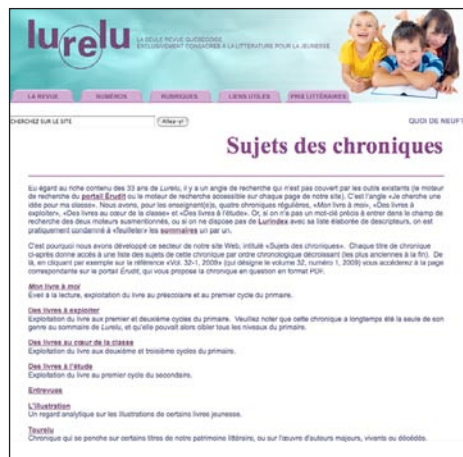 lurelu
LA SEULE REVUE QUÉBÉCOISE
EXCLUSIVEMENT CONSACRÉE À LA LITTÉRATURE POUR LA JEUNESSE
LA REVUE NUMÉROS RUBRIQUES LIENS UTILES PRIX LITTÉRAIRES
CHERCHEZ SUR LE SITE Allez-y! QUOI DE NEUF?
Sujets des chroniques
Eu égard au riche contenu des 33 ans de Lurelu, il y a un angle de recherche qui n'est pas couvert par les outils existants (le moteur
de recherche du portail Érudit ou le moteur de recherche accessible sur chaque page de notre site). C'est l'angle «Je cherche une
idée pour ma classe». Nous avons, pour les enseignant(e)s, quatre chroniques régulières, «Mon livre à moi», «Des livres à
exploiter», «Des livres au cœur de la classe» et «Des livres à l'étude». Or, si on n'a pas un mot-clé précis à entrer dans le champ de
recherche des deux moteurs susmentionnés, ou si on ne dispose pas de Lurindex avec sa liste élaborée de descripteurs, on est
pratiquement condamné à «feuilleter» les sommaires un par un.
C'est pourquoi nous avons développé ce secteur de notre site Web, intitulé «Sujets des chroniques». Chaque titre de chronique
ci-après donne accès à une liste des sujets de cette chronique par ordre chronologique décroissant (les plus anciennes à la fin). De
là, en cliquant par exemple sur la référence «Vol. 32-1, 2009» (qui désigne le volume 32, numéro 1, 2009) vous accéderez à la page
correspondante sur le portail Érudit, qui vous propose la chronique en question en format PDF.
Mon livre à moi
Éveil à la lecture, exploitation du livre au préscolaire et au premier cycle du primaire.
Des livres à exploiter
Exploitation du livre aux premier et deuxième cycles du primaire. Veuillez noter que cette chronique a longtemps été la seule de son
genre au sommaire de Lurelu, et qu'elle pouvait alors cibler tous les niveaux du primaire.
Des livres au cœur de la classe
Exploitation du livre aux deuxième et troisième cycles du primaire.
Des livres à l'étude
Exploitation du livre au premier cycle du secondaire.
Entrevues
L'illustration
Un regard analytique sur les illustrations de certains livres jeunesse.
Tourelu
Chronique qui se penche sur certains titres de notre patrimoine littéraire, ou sur l'œuvre d'auteurs majeurs, vivants ou décédés.